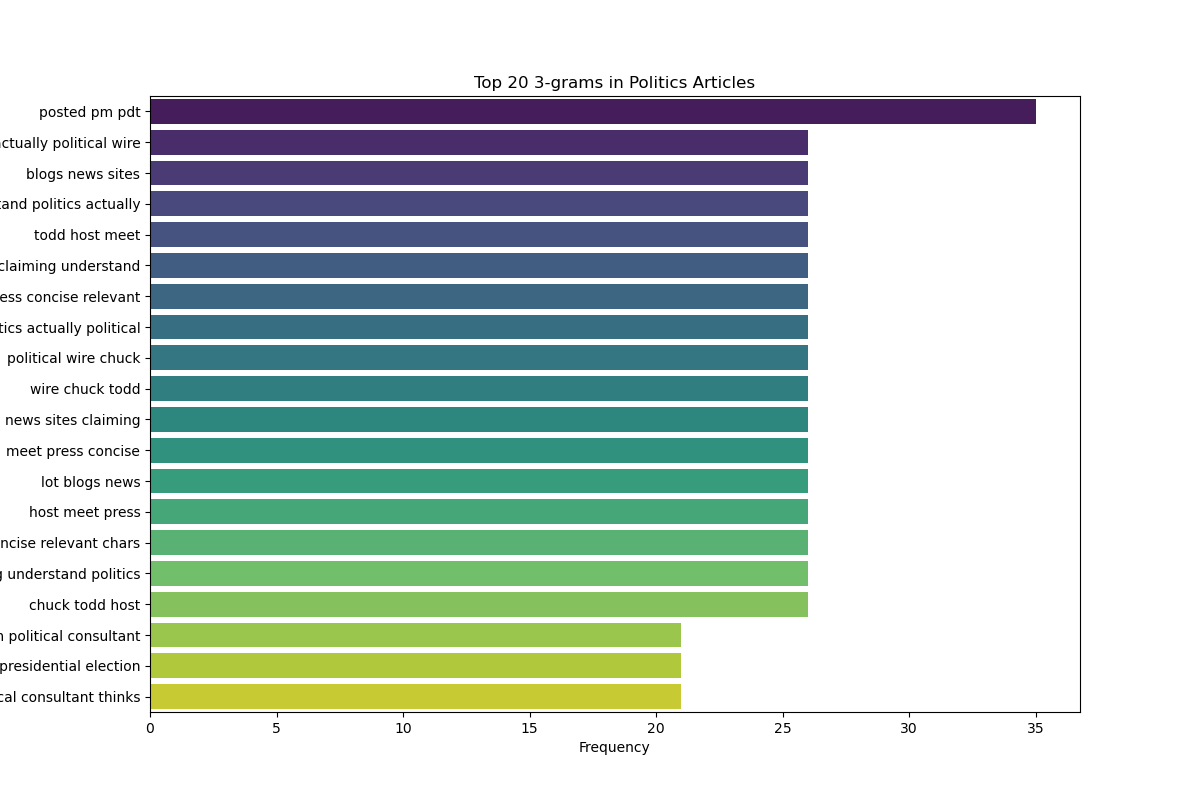 Top 20 3-grams in Politics Articles
posted pm pdt
political wire
blogs news sites
politics actually
todd host meet
claiming understand
concise relevant
actually political
political wire chuck
wire chuck todd
news sites claiming
meet press concise
lot blogs news
host meet press
relevant chars
understand politics
chuck todd host
political consultant
presidential election
consultant thinks
0 5 10 15 20 25 30 35
Frequency